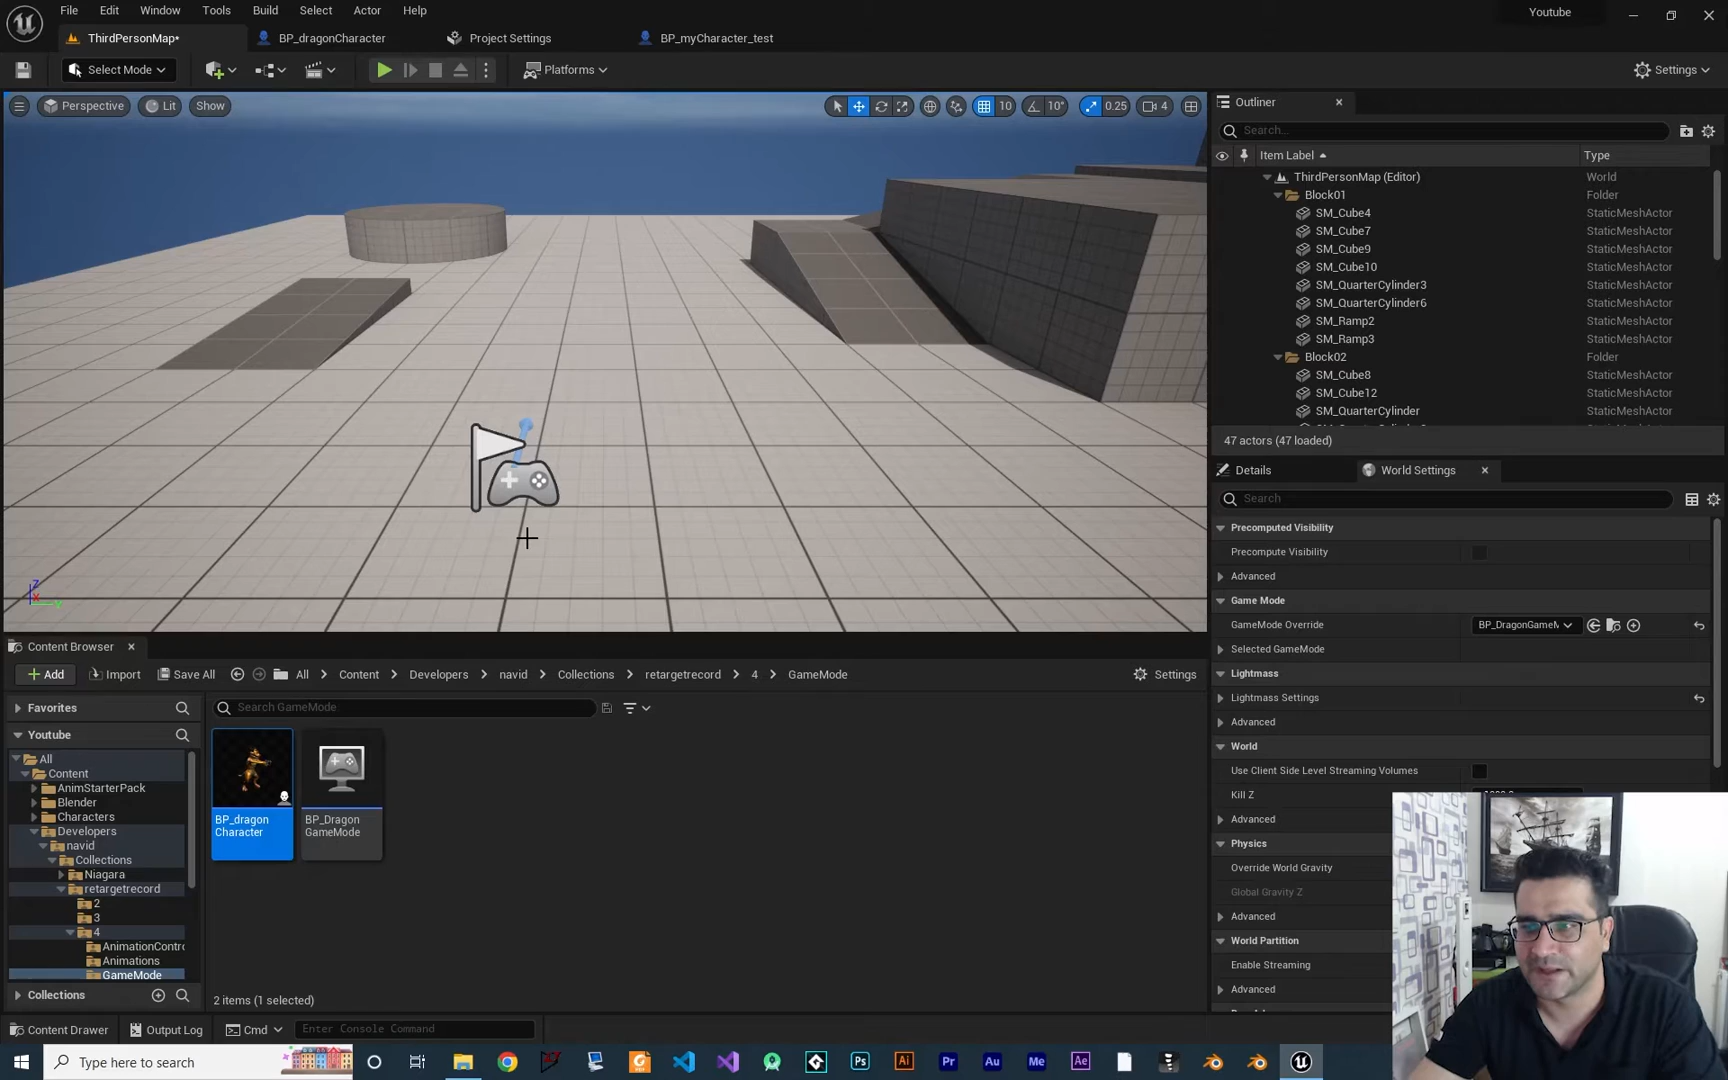 File Edit Window Tools Build Select Actor Help
Youtube
ThirdPersonMap* BP_dragonCharacter Project Settings BP_myCharacter_test
Select Mode
Platforms
Settings
Perspective Lit Show
10 10° 0.25 4
Outliner
Search...
Item Label Type
ThirdPersonMap (Editor) World
Block01 Folder
SM_Cube4 StaticMeshActor
SM_Cube7 StaticMeshActor
SM_Cube9 StaticMeshActor
SM_Cube10 StaticMeshActor
SM_QuarterCylinder3 StaticMeshActor
SM_QuarterCylinder6 StaticMeshActor
SM_Ramp2 StaticMeshActor
SM_Ramp3 StaticMeshActor
Block02 Folder
SM_Cube8 StaticMeshActor
SM_Cube12 StaticMeshActor
SM_QuarterCylinder StaticMeshActor
47 actors (47 loaded)
Details World Settings
Search
Precomputed Visibility
Precompute Visibility
Advanced
Game Mode
GameMode Override BP_DragonGameM
Selected GameMode
Lightmass
Lightmass Settings
Advanced
World
Use Client Side Level Streaming Volumes
Kill Z
Advanced
Physics
Override World Gravity
Global Gravity Z
Advanced
World Partition
Enable Streaming
Advanced
Z
X
Y
Content Browser
Add Import Save All All Content Developers navid Collections retargetrecord 4 GameMode Settings
Favorites
Search GameMode
Youtube
All
Content
AnimStarterPack
Blender
Characters
Developers
navid
Collections
Niagara
retargetrecord
2
3
4
AnimationContro
Animations
GameMode
Collections
BP_dragon
Character
BP_Dragon
GameMode
2 items (1 selected)
Content Drawer Output Log Cmd Enter Console Command
Type here to search
Ps Ai Pr Au Me Ae